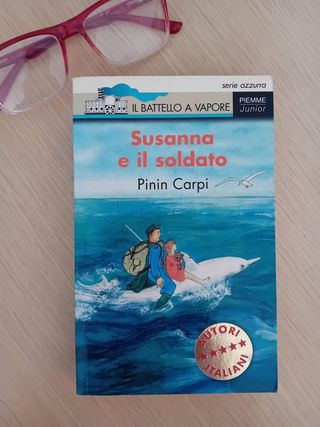 serie azzurra
IL BATTELLO A VAPORE
PIEMME
Junior
Susanna
e il soldato
Pinin Carpi
AUTORI
ITALIANI